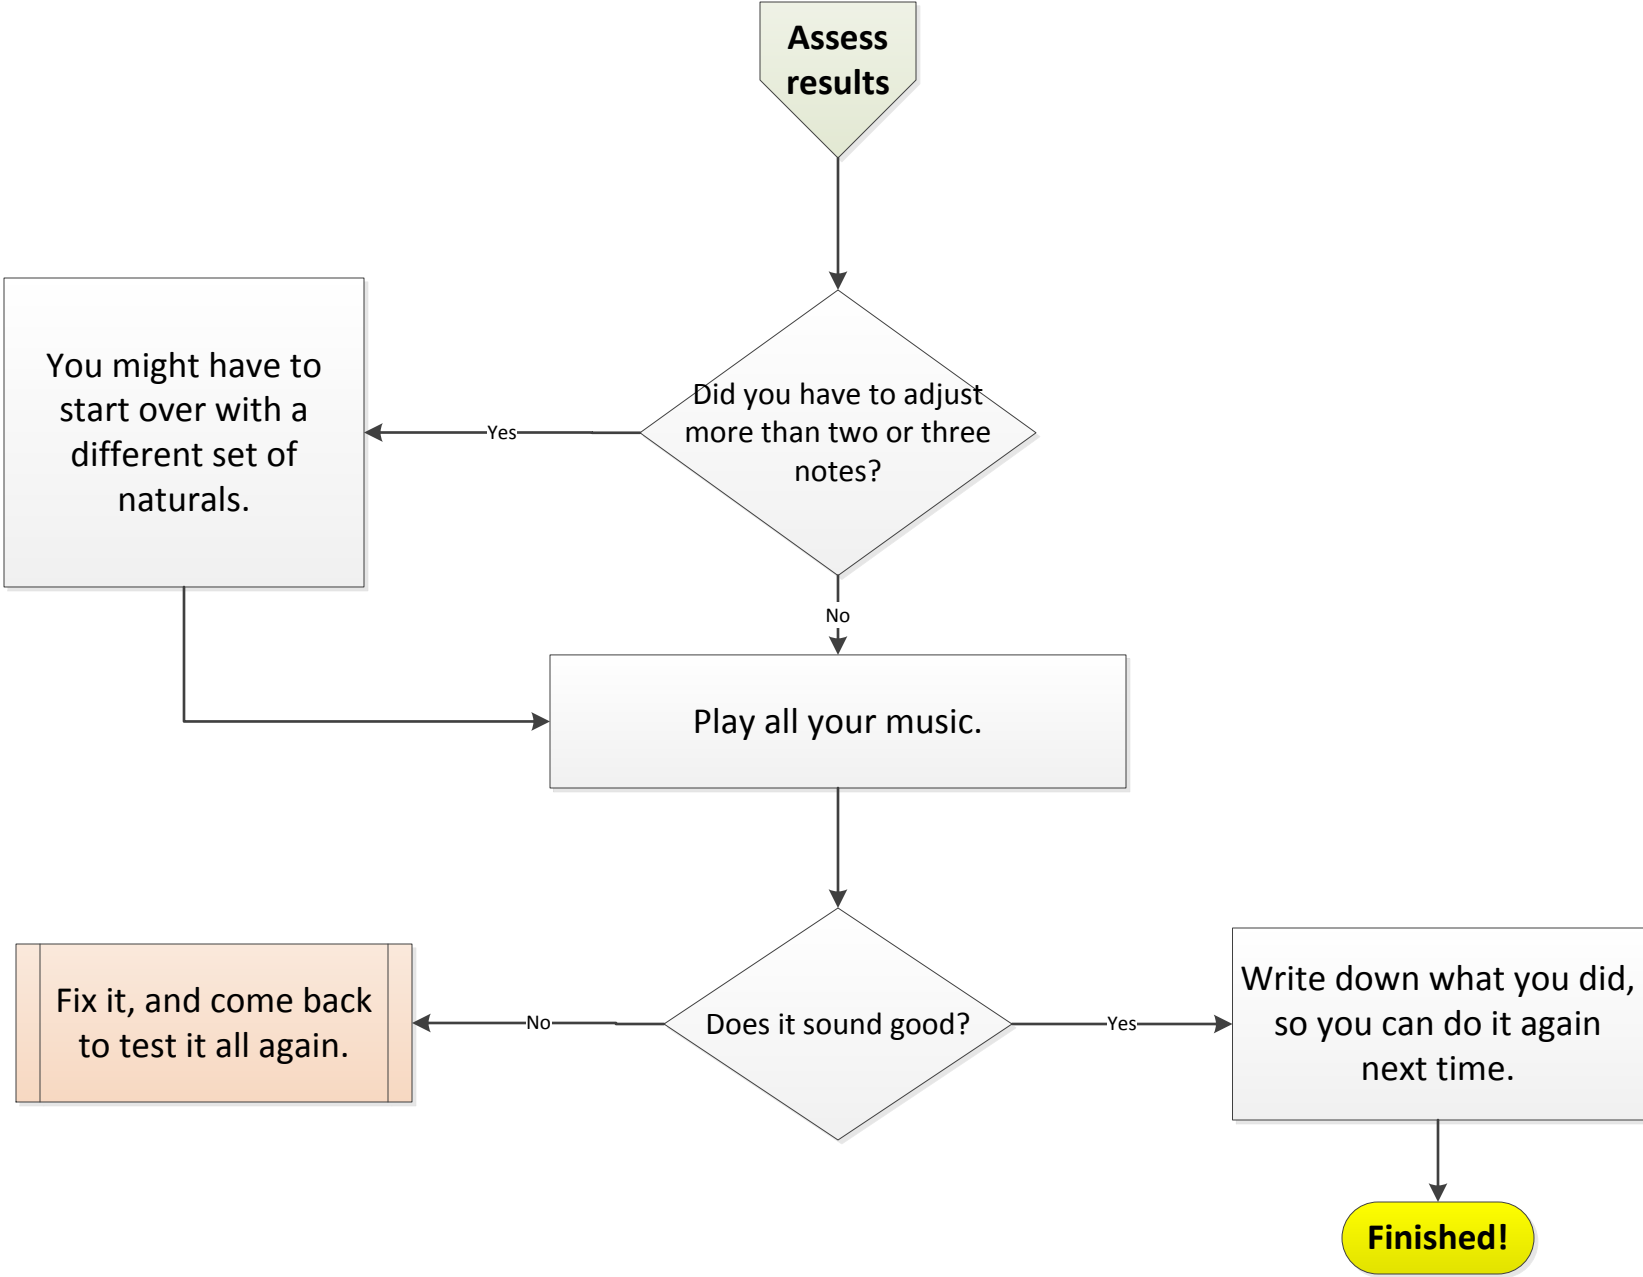 Assess
results
Did you have to adjust
more than two or three
notes?
Yes
You might have to
start over with a
different set of
naturals.
No
Play all your music.
Does it sound good?
No
Fix it, and come back
to test it all again.
Yes
Write down what you did,
so you can do it again
next time.
Finished!